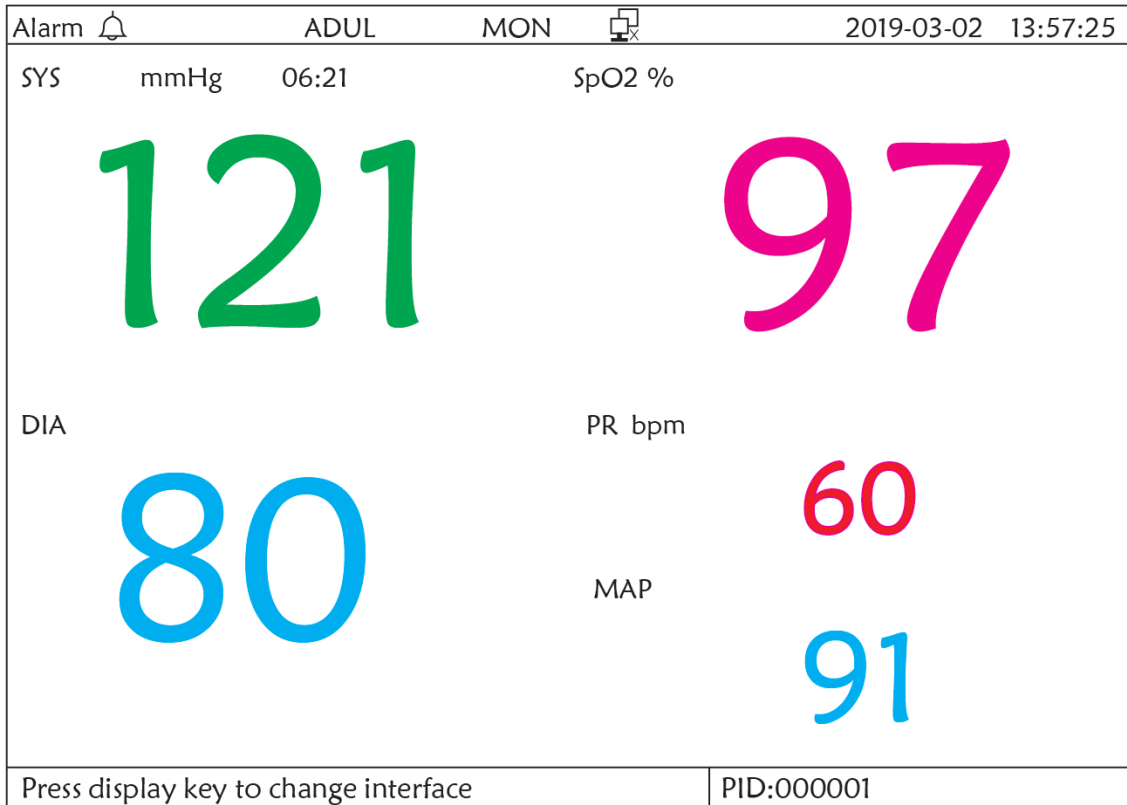 Alarm ADUL MON 2019-03-02 13:57:25
SYS mmHg 06:21 SpO2 %
121 97
DIA PR bpm
80 60
MAP
91
Press display key to change interface PID:000001